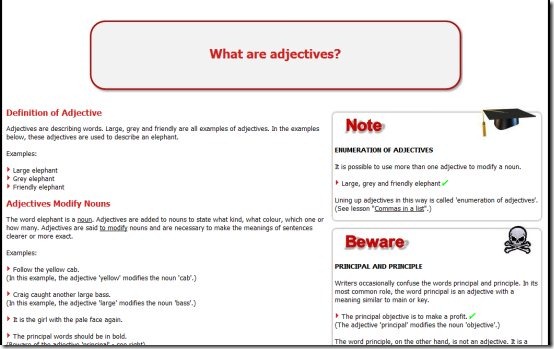 What are adjectives?
Definition of Adjective
Adjectives are describing words. Large, grey and friendly are all examples of adjectives. In the examples
below, these adjectives are used to describe an elephant.
Examples:
Large elephant
Grey elephant
Friendly elephant
Adjectives Modify Nouns
The word elephant is a noun. Adjectives are added to nouns to state what kind, what colour, which one or
how many. Adjectives are said to modify nouns and are necessary to make the meanings of sentences
clearer or more exact.
Examples:
Follow the yellow cab.
(In this example, the adjective 'yellow' modifies the noun 'cab'.)
Craig caught another large bass.
(In this example, the adjective 'large' modifies the noun 'bass'.)
It is the girl with the pale face again.
The principal words should be in bold.
(Beware of the adjective 'principal' - see right)
Note
ENUMERATION OF ADJECTIVES
It is possible to use more than one adjective to modify a noun.
Large, grey and friendly elephant
Lining up adjectives in this way is called 'enumeration of adjectives'.
(See lesson "Commas in a list".)
Beware
PRINCIPAL AND PRINCIPLE
Writers occasionally confuse the words principal and principle. In its
most common role, the word principal is an adjective with a
meaning similar to main or key.
The principal objective is to make a profit.
(The adjective 'principal' modifies the noun 'objective'.)
The word principle, on the other hand, is not an adjective. It is a